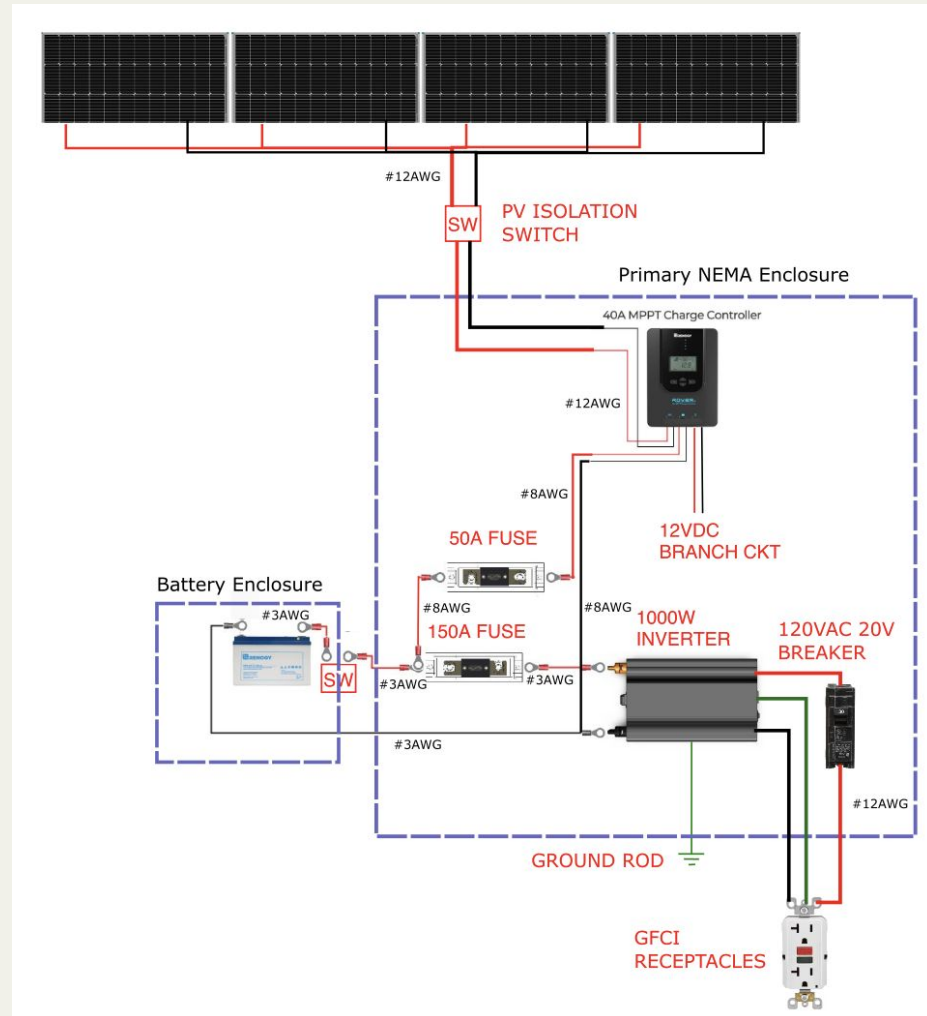 #12AWG
SW
PV ISOLATION
SWITCH
Primary NEMA Enclosure
40A MPPT Charge Controller
#12AWG
#8AWG
12VDC
BRANCH CKT
50A FUSE
Battery Enclosure
#3AWG
#8AWG
150A FUSE
#8AWG
1000W
INVERTER
120VAC 20V
BREAKER
RENOGY
SW
#3AWG
#3AWG
#3AWG
#12AWG
GROUND ROD
GFCI
RECEPTACLES